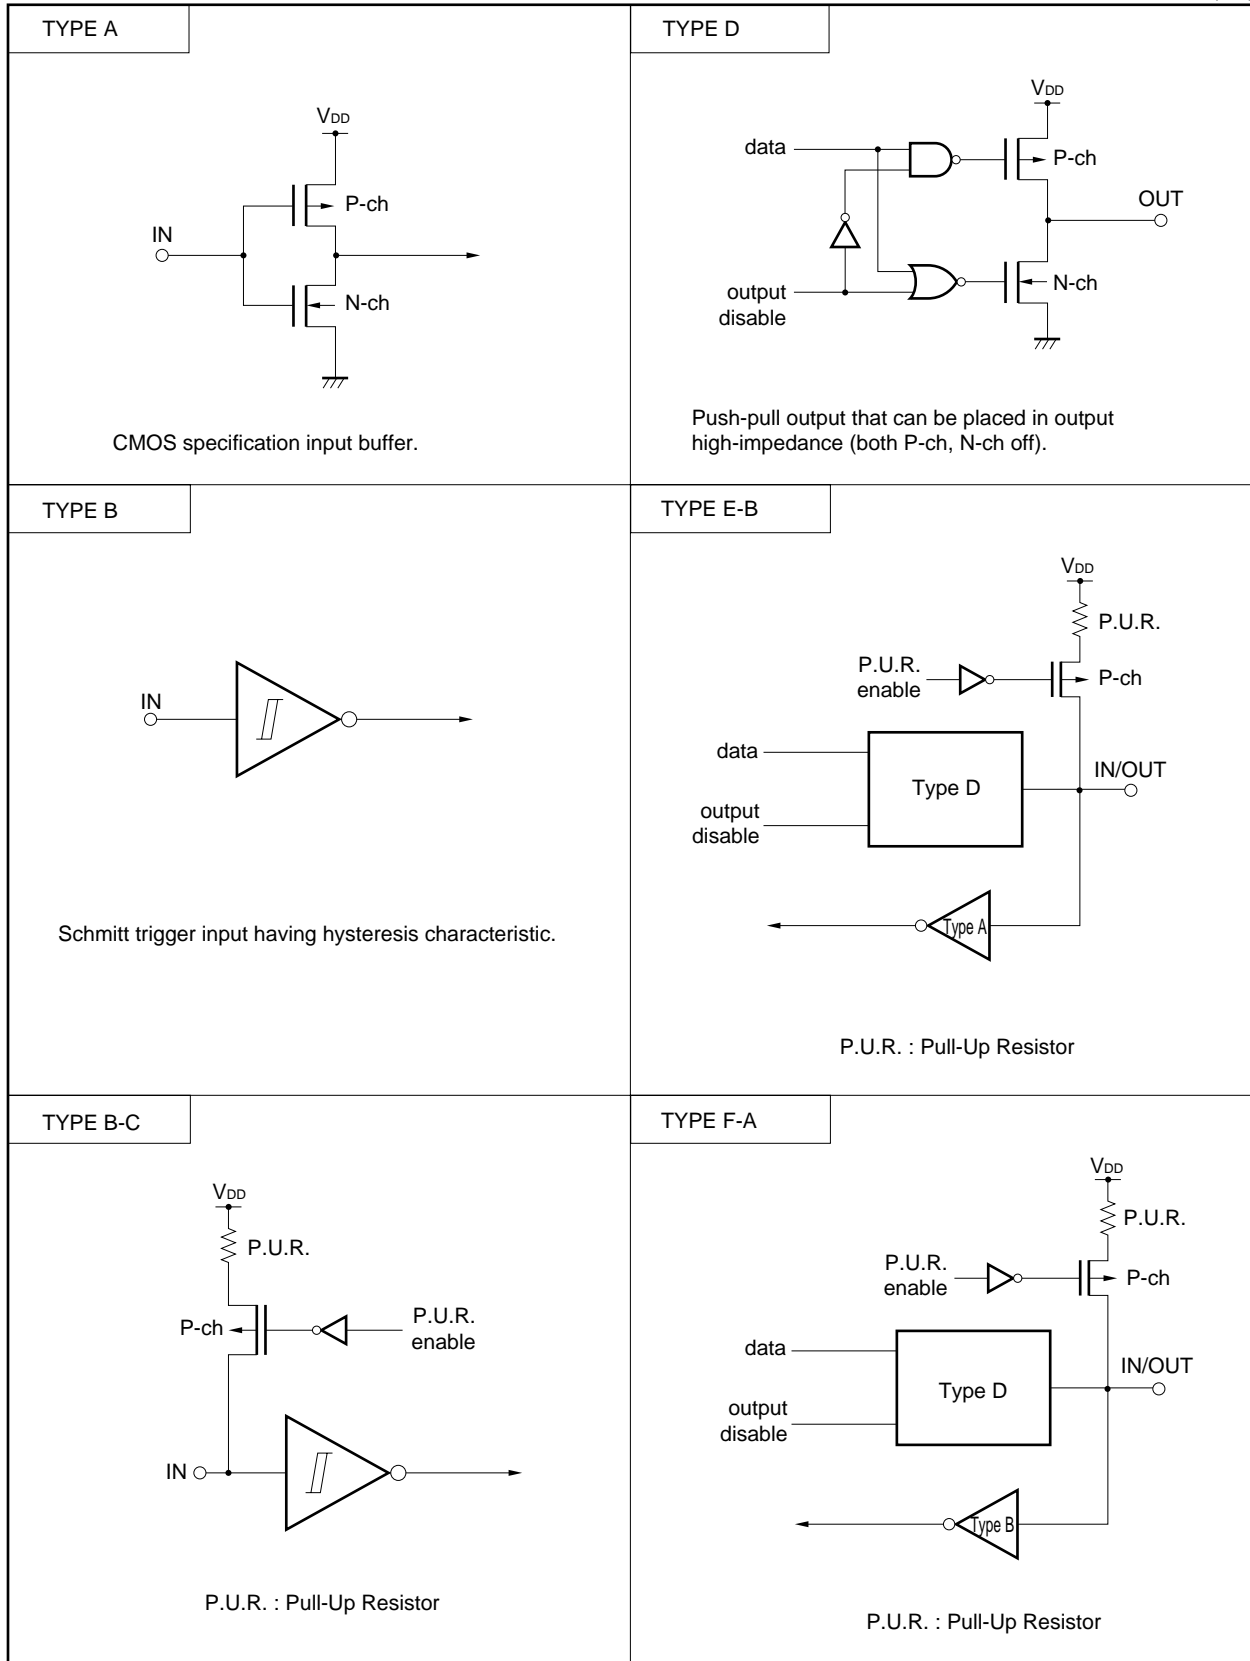 TYPE A
VDD
P-ch
IN
N-ch
CMOS specification input buffer.
TYPE D
VDD
data
P-ch
OUT
output
disable
N-ch
Push-pull output that can be placed in output
high-impedance (both P-ch, N-ch off).
TYPE B
IN
Schmitt trigger input having hysteresis characteristic.
TYPE E-B
VDD
P.U.R.
P.U.R.
enable
P-ch
data
Type D
IN/OUT
output
disable
Type A
P.U.R. : Pull-Up Resistor
TYPE B-C
VDD
P.U.R.
P-ch
P.U.R.
enable
IN
P.U.R. : Pull-Up Resistor
TYPE F-A
VDD
P.U.R.
P.U.R.
enable
P-ch
data
Type D
IN/OUT
output
disable
Type B
P.U.R. : Pull-Up Resistor